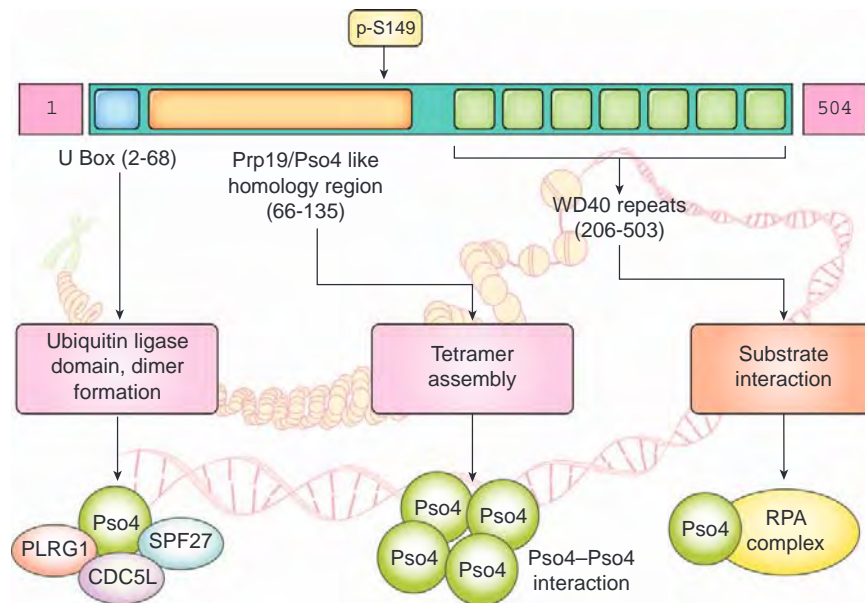 p-S149
1
504
U Box (2-68)
Prp19/Pso4 like
homology region
(66-135)
WD40 repeats
(206-503)
Ubiquitin ligase
domain, dimer
formation
Tetramer
assembly
Substrate
interaction
Pso4
PLRG1
SPF27
CDC5L
Pso4
Pso4
Pso4
Pso4
Pso4–Pso4
interaction
Pso4
RPA
complex